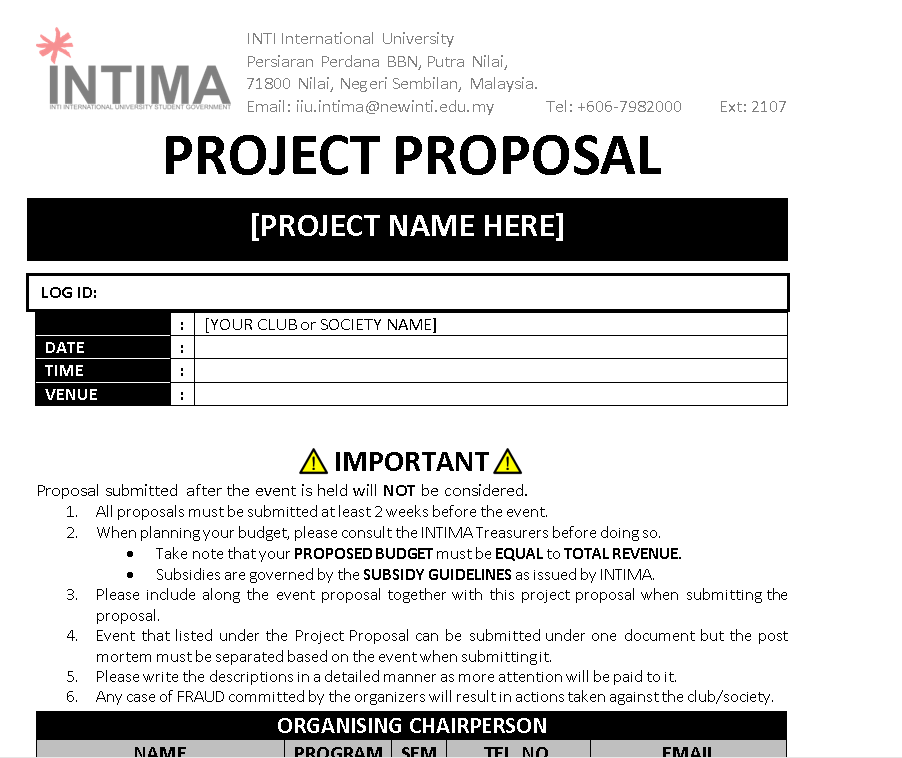 INTIMA
INTI INTERNATIONAL UNIVERSITY STUDENT GOVERNMENT
INTI International University
Persiaran Perdana BBN, Putra Nilai,
71800 Nilai, Negeri Sembilan, Malaysia.
Email: iiu.intima@newinti.edu.my Tel: +606-7982000 Ext: 2107
PROJECT PROPOSAL
[PROJECT NAME HERE]
LOG ID:
: [YOUR CLUB or SOCIETY NAME]
DATE :
TIME :
VENUE :
IMPORTANT
Proposal submitted after the event is held will NOT be considered.
1. All proposals must be submitted at least 2 weeks before the event.
2. When planning your budget, please consult the INTIMA Treasurers before doing so.
• Take note that your PROPOSED BUDGET must be EQUAL to TOTAL REVENUE.
• Subsidies are governed by the SUBSIDY GUIDELINES as issued by INTIMA.
3. Please include along the event proposal together with this project proposal when submitting the
proposal.
4. Event that listed under the Project Proposal can be submitted under one document but the post
mortem must be separated based on the event when submitting it.
5. Please write the descriptions in a detailed manner as more attention will be paid to it.
6. Any case of FRAUD committed by the organizers will result in actions taken against the club/society.
ORGANISING CHAIRPERSON
NAME PROGRAM SEM TEL. NO EMAIL